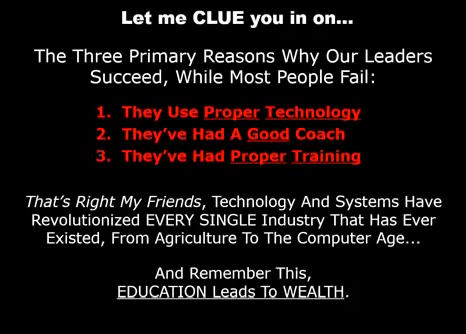 Let me CLUE you in on...
The Three Primary Reasons Why Our Leaders
Succeed, While Most People Fail:
1. They Use Proper Technology
2. They've Had A Good Coach
3. They've Had Proper Training
That's Right My Friends, Technology And Systems Have
Revolutionized EVERY SINGLE Industry That Has Ever
Existed, From Agriculture To The Computer Age...
And Remember This,
EDUCATION Leads To WEALTH.